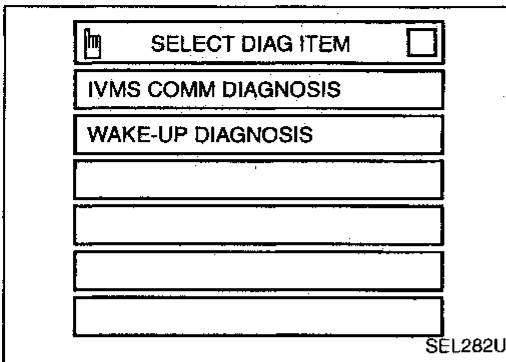 SELECT DIAG ITEM
IVMS COMM DIAGNOSIS
WAKE-UP DIAGNOSIS
SEL282U